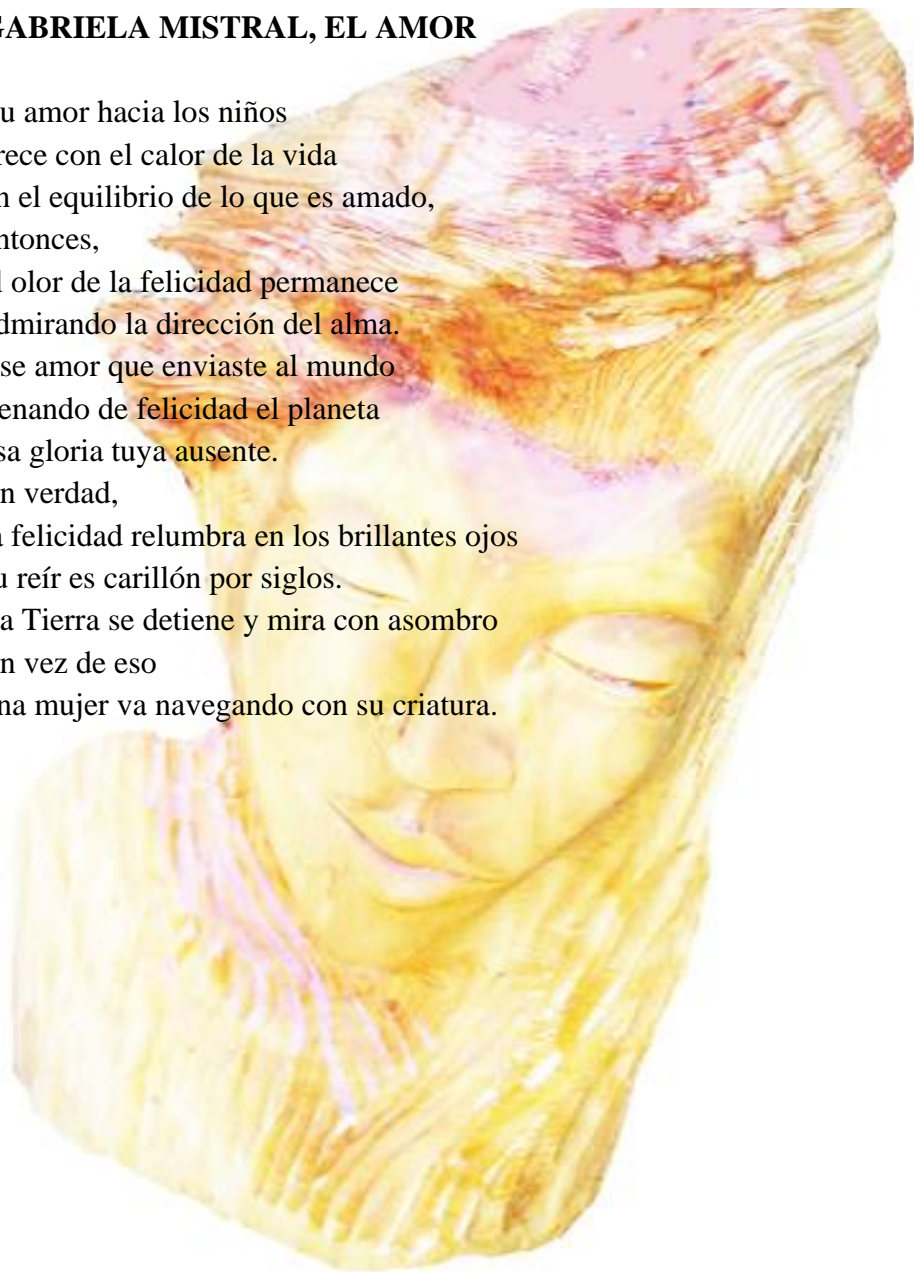 GABRIELA MISTRAL, EL AMOR
u amor hacia los niños
rece con el calor de la vida
n el equilibrio de lo que es amado,
ntonces,
l olor de la felicidad permanece
dmirando la dirección del alma.
se amor que enviaste al mundo
enando de felicidad el planeta
sa gloria tuya ausente.
n verdad,
a felicidad relumbra en los brillantes ojos
u reír es carillón por siglos.
a Tierra se detiene y mira con asombro
n vez de eso
na mujer va navegando con su criatura.